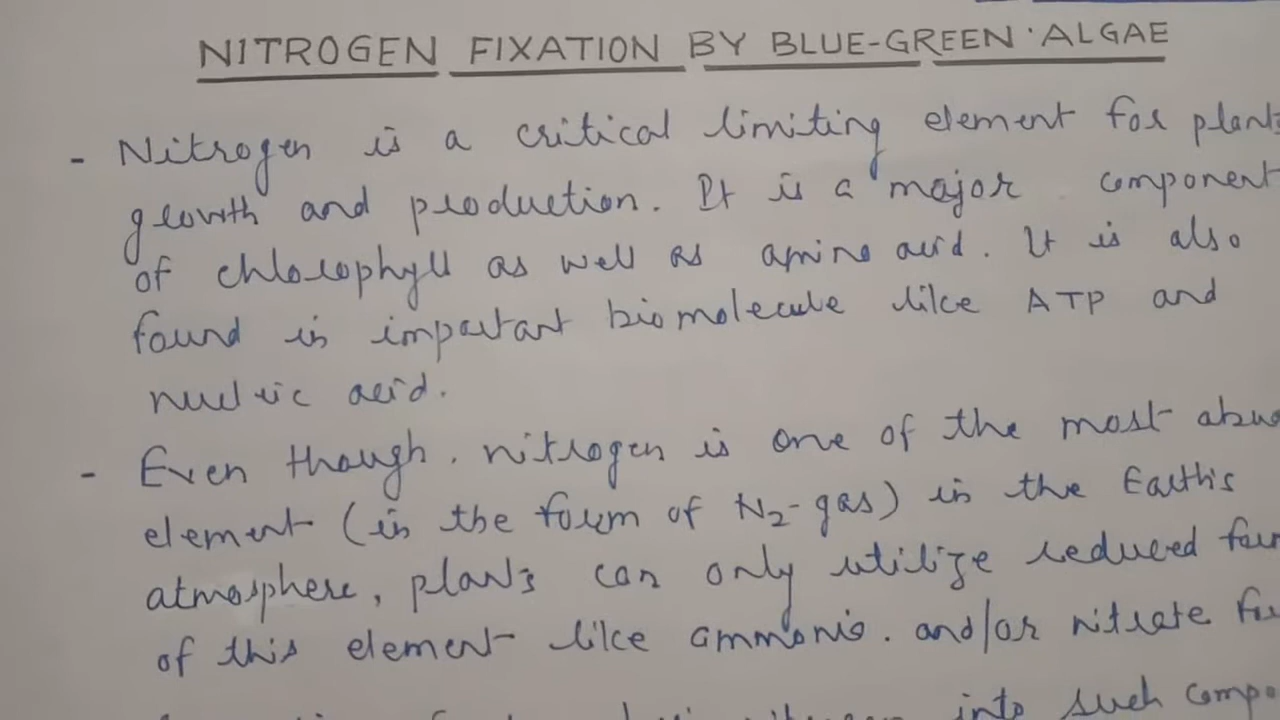 NITROGEN FIXATION BY BLUE-GREEN ALGAE
- Nitrogen is a critical limiting element for plant
growth and production. It is a major component
of chlorophyll as well as amino acid. It is also
found in important biomolecule like ATP and
nucleic acid.
- Even though nitrogen is one of the most abun
element (in the form of N₂-gas) in the Earth's
atmosphere, plants can only utilize reduced for
of this element like ammonia. and/or nitrate
into such compo